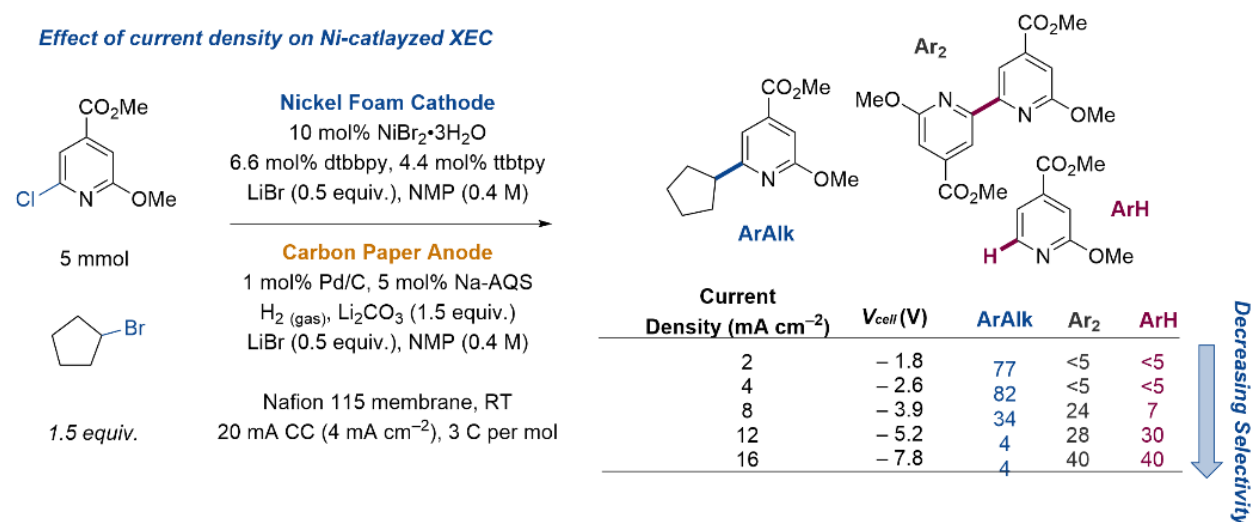 Effect of current density on Ni-catlayzed XEC
CO₂Me
Cl
N
OMe
5 mmol
Br
1.5 equiv.
Nickel Foam Cathode
10 mol% NiBr₂•3H₂O
6.6 mol% dtbbpy, 4.4 mol% ttbtpy
LiBr (0.5 equiv.), NMP (0.4 M)
Carbon Paper Anode
1 mol% Pd/C, 5 mol% Na-AQS
H₂ (gas), Li₂CO₃ (1.5 equiv.)
LiBr (0.5 equiv.), NMP (0.4 M)
Nafion 115 membrane, RT
20 mA CC (4 mA cm⁻²), 3 C per mol
CO₂Me
N
OMe
ArAlk
Ar₂
CO₂Me
MeO
N
N
OMe
CO₂Me
CO₂Me
ArH
H
N
OMe
Current
Density (mA cm⁻²) Vcell (V) ArAlk Ar₂ ArH
2 – 1.8 77 <5 <5
4 – 2.6 82 <5 <5
8 – 3.9 34 24 7
12 – 5.2 4 28 30
16 – 7.8 4 40 40
Decreasing Selectivity